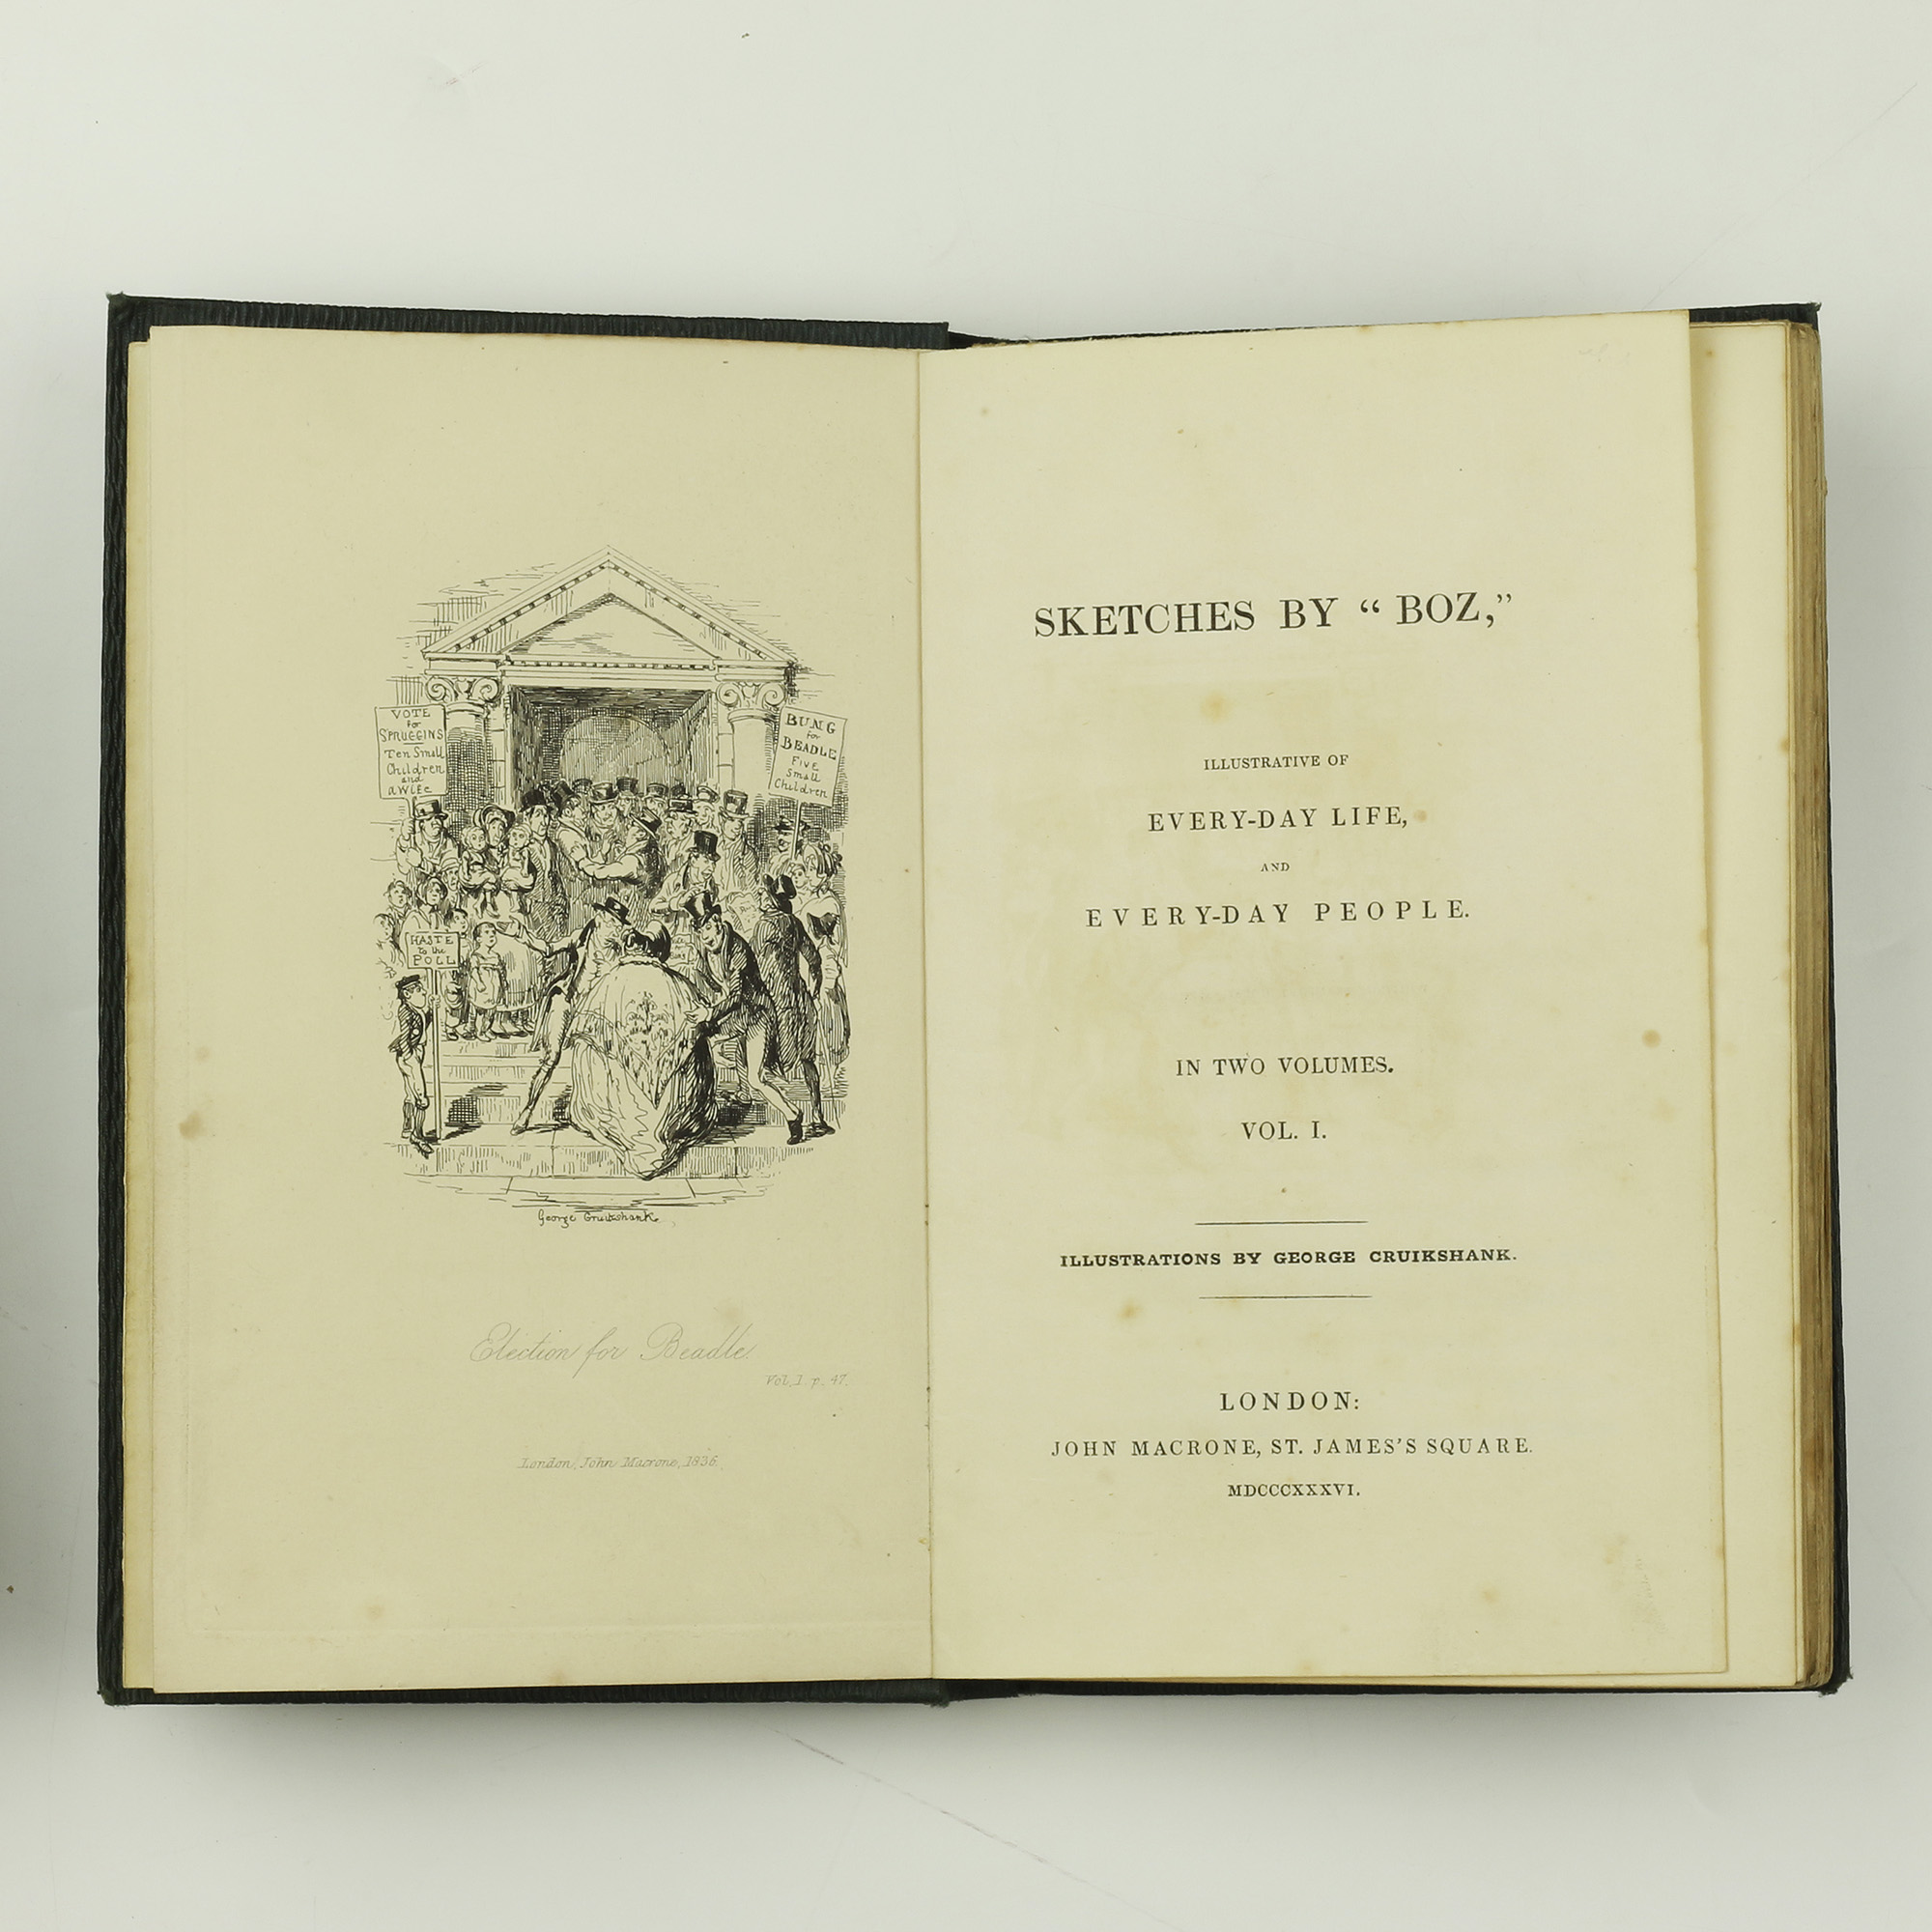 VOTE
for
SPRUGGINS
Ten Small
Children
and
a Wife
BUNG
for
BEADLE
Five
Small
Children
HASTE
to the
POLL
George Cruikshank
Election for Beadle.
Vol. I. p. 47.
London, John Macrone, 1836.
SKETCHES BY “ BOZ,”
ILLUSTRATIVE OF
EVERY-DAY LIFE,
AND
EVERY-DAY PEOPLE.
IN TWO VOLUMES.
VOL. I.
ILLUSTRATIONS BY GEORGE CRUIKSHANK.
LONDON:
JOHN MACRONE, ST. JAMES’S SQUARE.
MDCCCXXXVI.